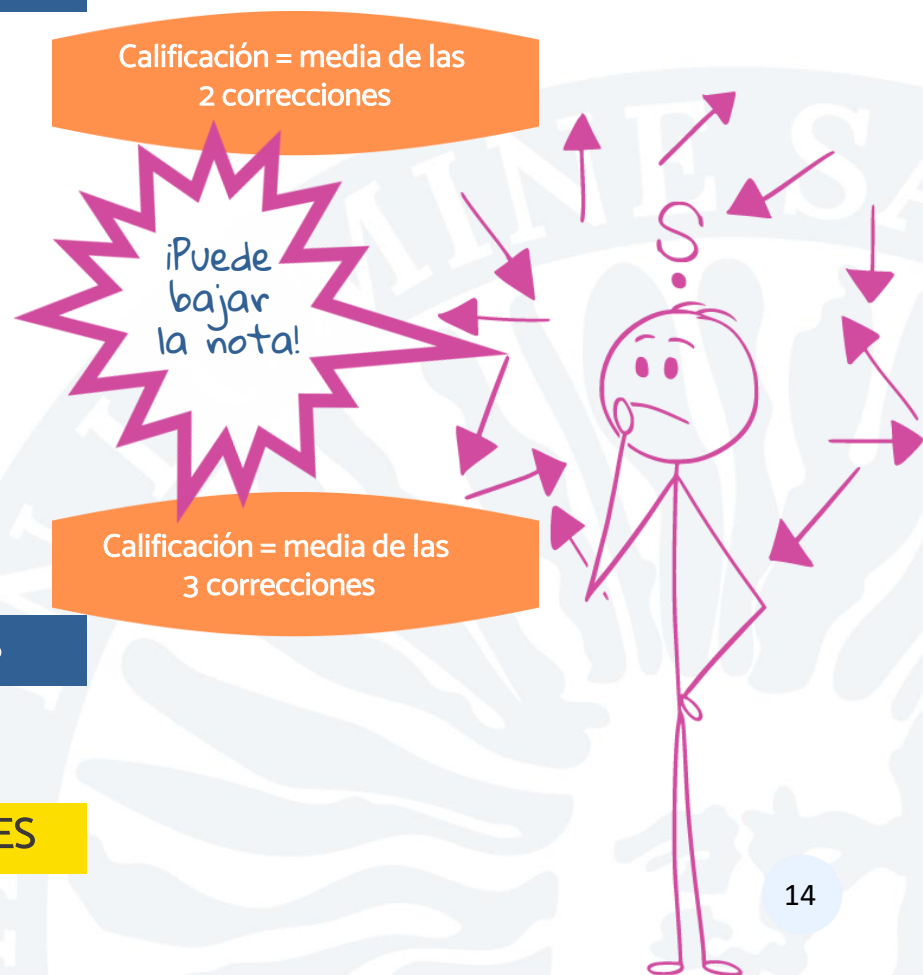 Calificación = media de las
2 correcciones
¡Puede
bajar
la nota!
Calificación = media de las
3 correcciones
ES
14